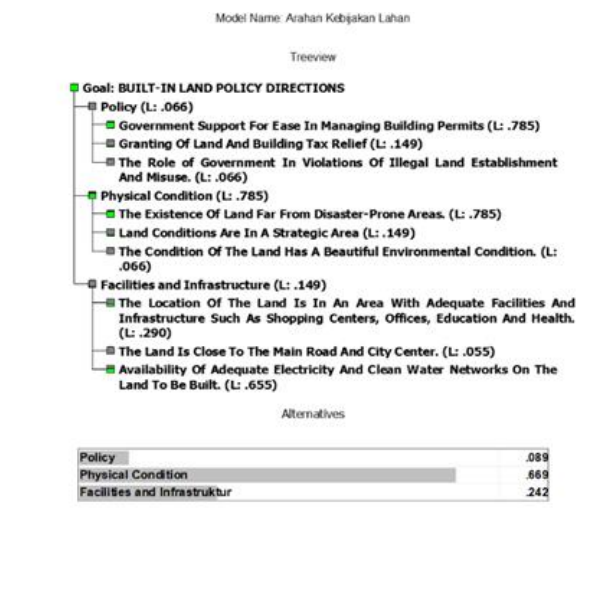 Model Name: Arahan Kebijakan Lahan
Treeview
Goal: BUILT-IN LAND POLICY DIRECTIONS
Policy (L: .066)
Government Support For Ease In Managing Building Permits (L: .785)
Granting Of Land And Building Tax Relief (L: .149)
The Role of Government In Violations Of Illegal Land Establishment
And Misuse. (L: .066)
Physical Condition (L: .785)
The Existence Of Land Far From Disaster-Prone Areas. (L: .785)
Land Conditions Are In A Strategic Area (L: .149)
The Condition Of The Land Has A Beautiful Environmental Condition. (L:
.066)
Facilities and Infrastructure (L: .149)
The Location Of The Land Is In An Area With Adequate Facilities And
Infrastructure Such As Shopping Centers, Offices, Education And Health.
(L: .290)
The Land Is Close To The Main Road And City Center. (L: .055)
Availability Of Adequate Electricity And Clean Water Networks On The
Land To Be Built. (L: .655)
Alternatives
Policy .089
Physical Condition .669
Facilities and Infrastruktur .242